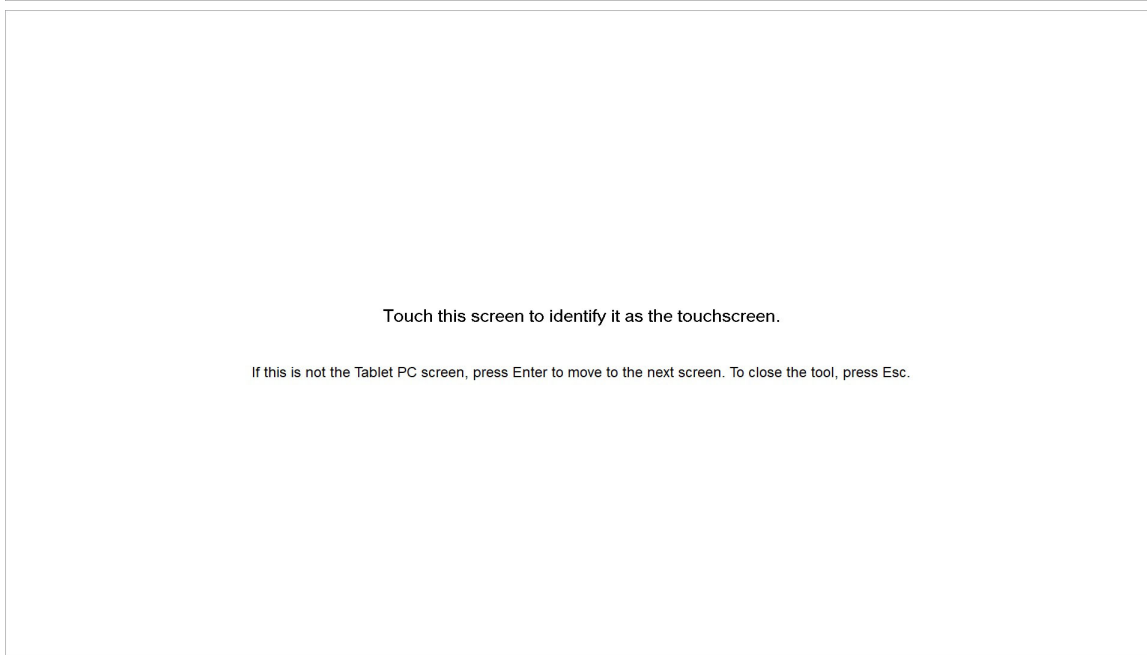 Touch this screen to identify it as the touchscreen.
If this is not the Tablet PC screen, press Enter to move to the next screen. To close the tool, press Esc.